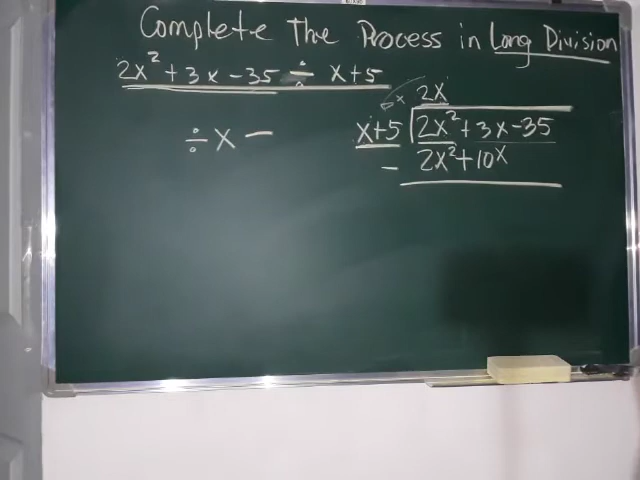 Complete The Process in Long Division
2x² + 3x - 35 ÷ x + 5
x 2x
÷ x − x+5 2x² + 3x - 35
− 2x² + 10x